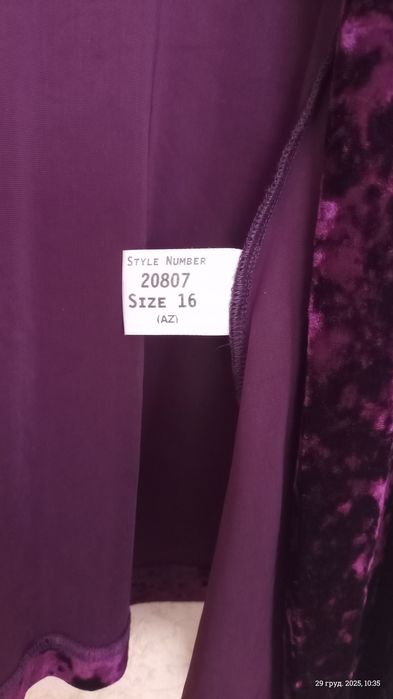 Style Number
20807
Size 16
(AZ)
29 груд. 2025, 10:35